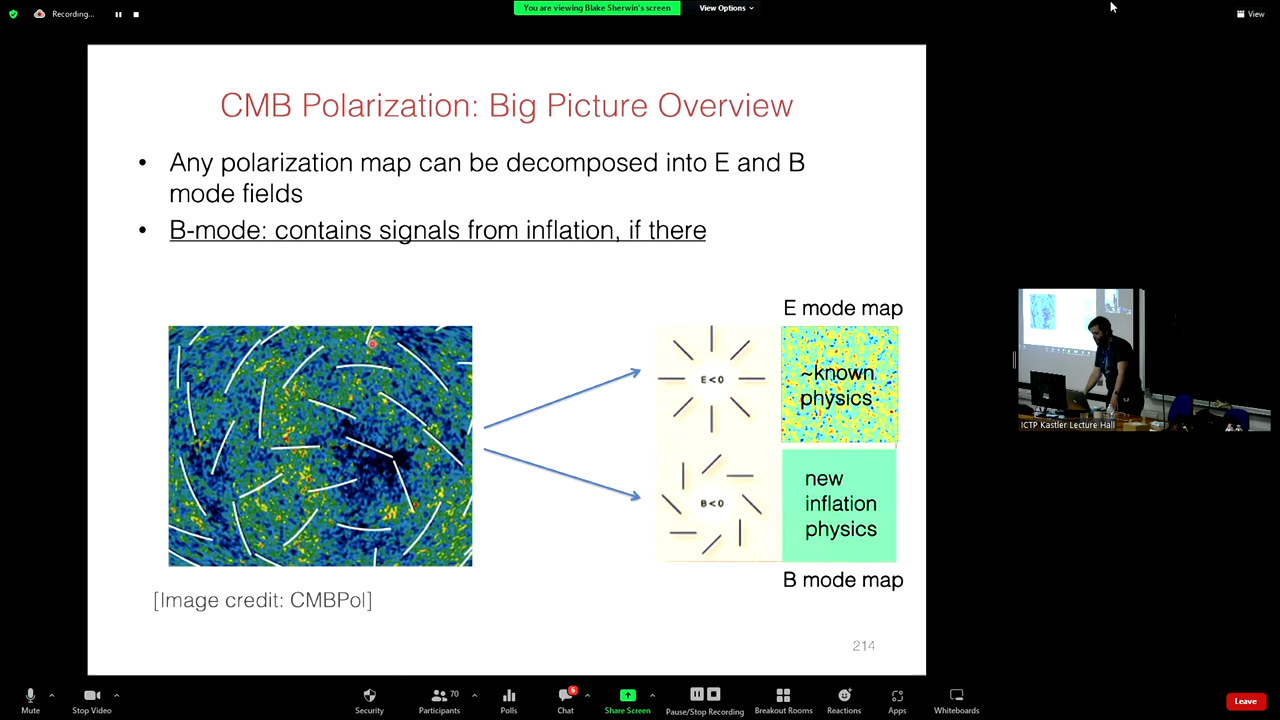 Recording...
You are viewing Blake Sherwin's screen
View Options
View
CMB Polarization: Big Picture Overview
• Any polarization map can be decomposed into E and B
mode fields
• B-mode: contains signals from inflation, if there
E mode map
E<0
~known
physics
B<0
new
inflation
physics
B mode map
[Image credit: CMBPol]
214
ICTP Kastler Lecture Hall
Mute
Stop Video
Security
Participants
70
Polls
Chat
6
Share Screen
Pause/Stop Recording
Breakout Rooms
Reactions
Apps
Whiteboards
Leave